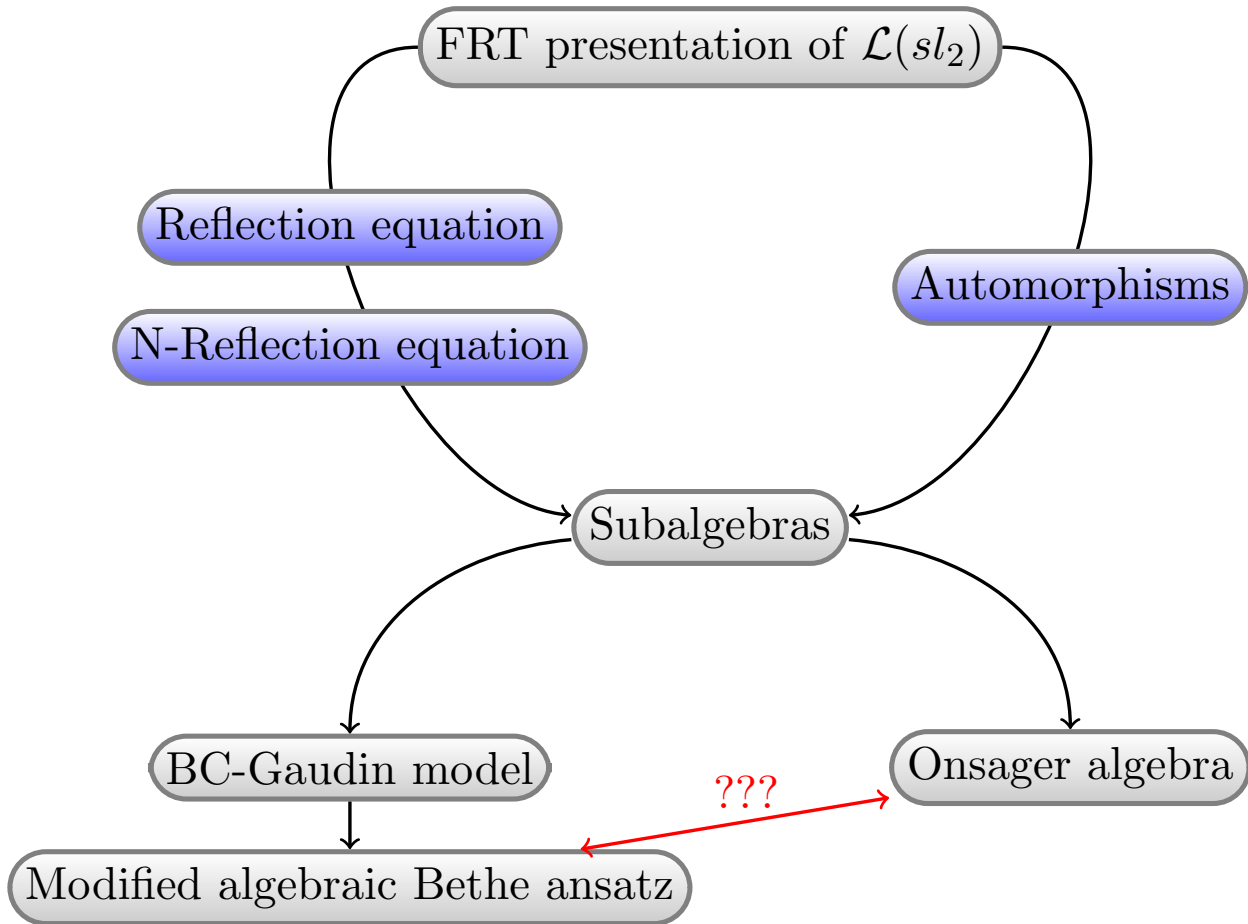 FRT presentation of 𝓛(sl₂)
Reflection equation
Automorphisms
N-Reflection equation
Subalgebras
BC-Gaudin model
Onsager algebra
???
Modified algebraic Bethe ansatz